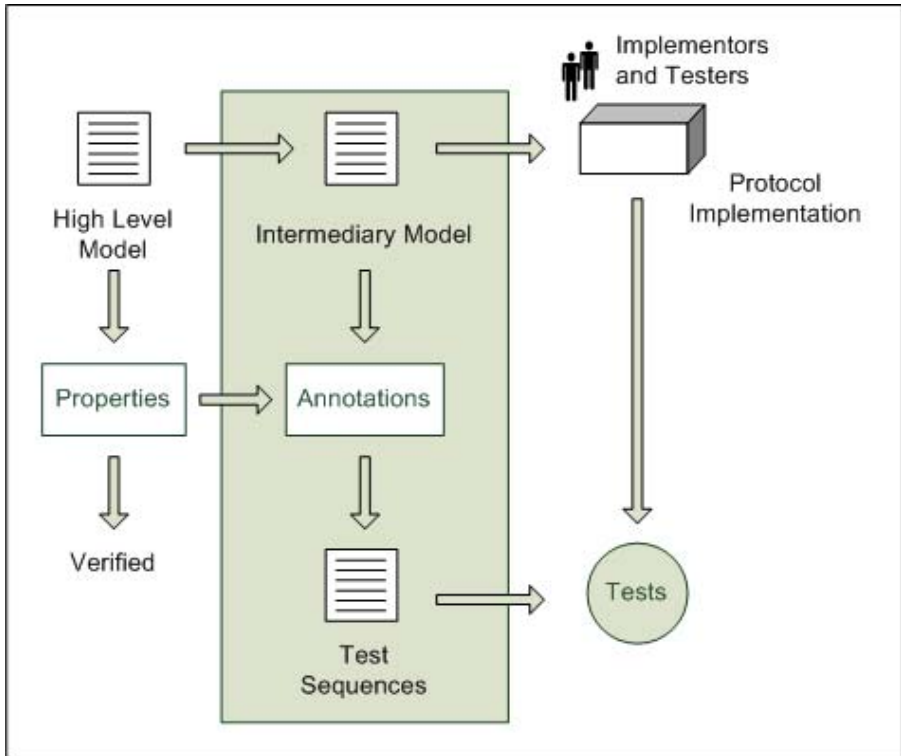 Implementors
and Testers
High Level
Model
Intermediary Model
Protocol
Implementation
Properties
Annotations
Verified
Test
Sequences
Tests